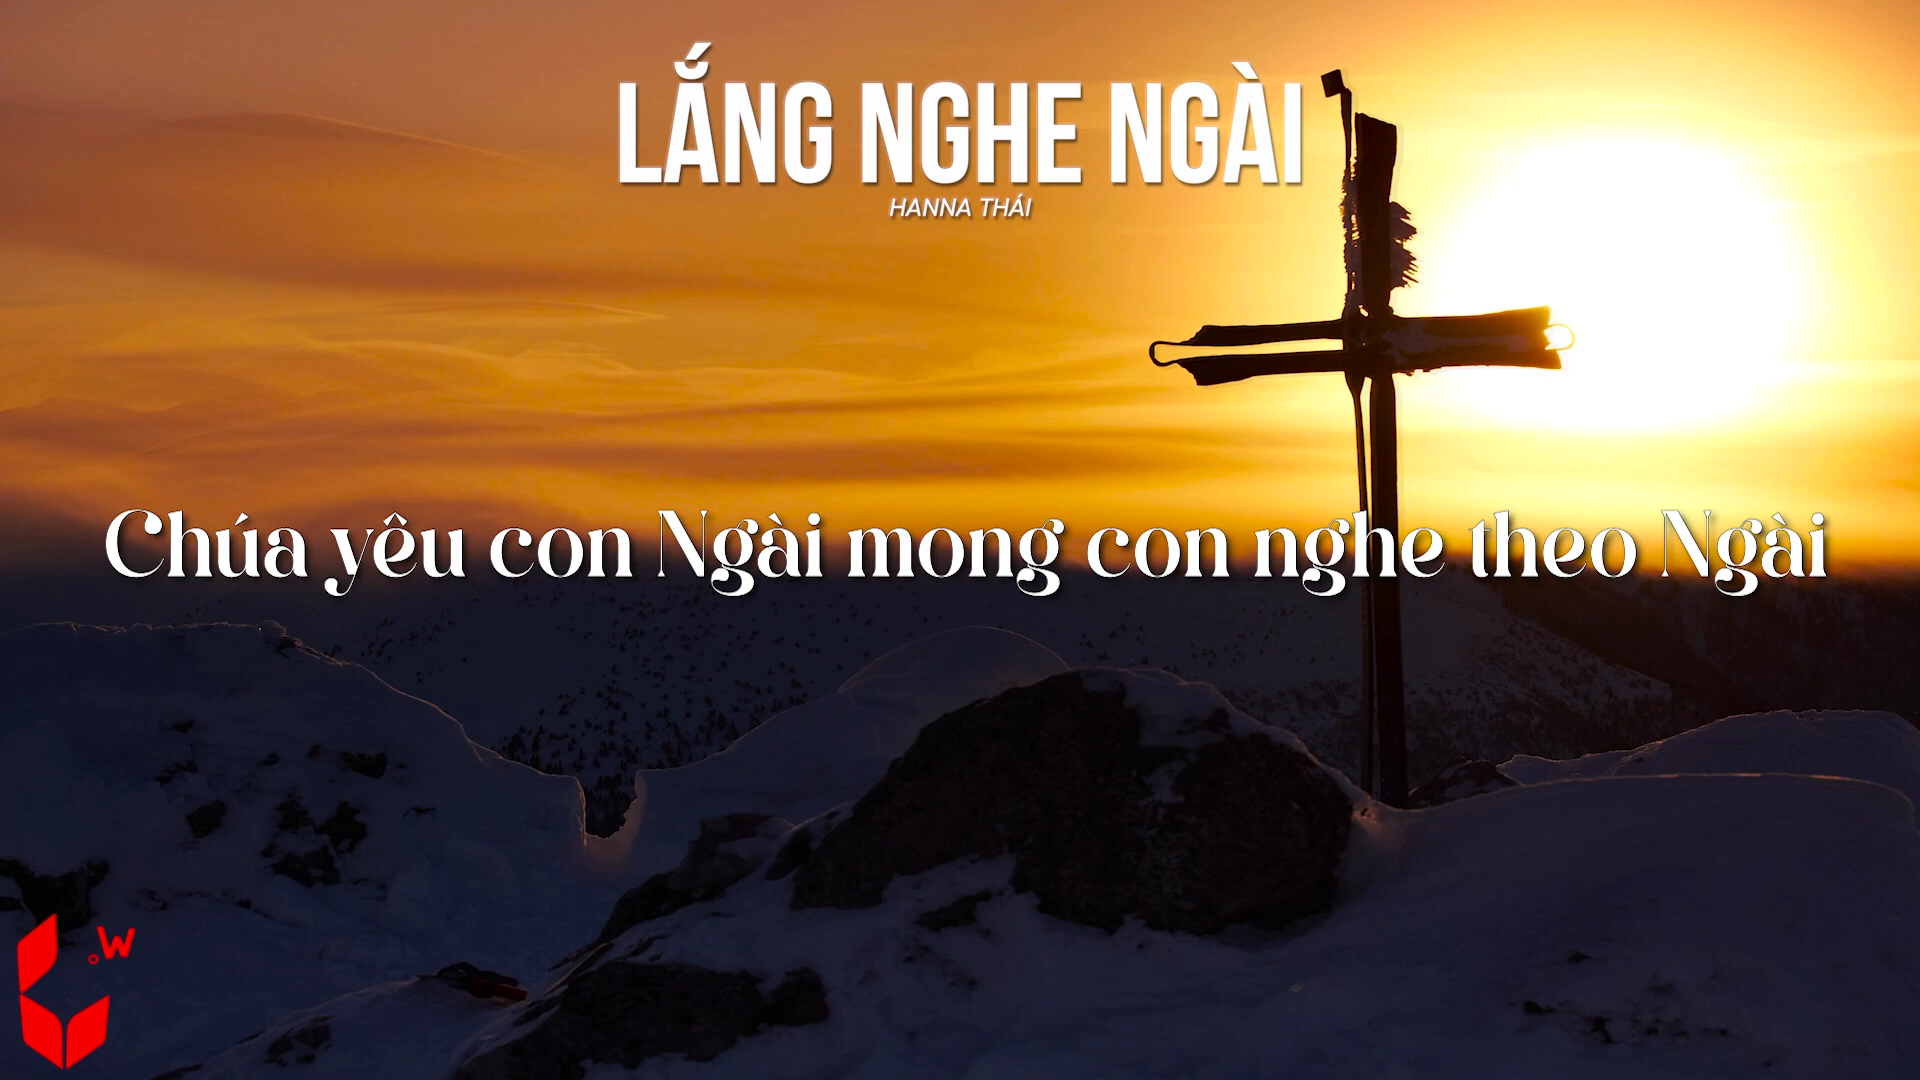 LẮNG NGHE NGÀI
HANNA THÁI
Chúa yêu con Ngài mong con nghe theo Ngài
W